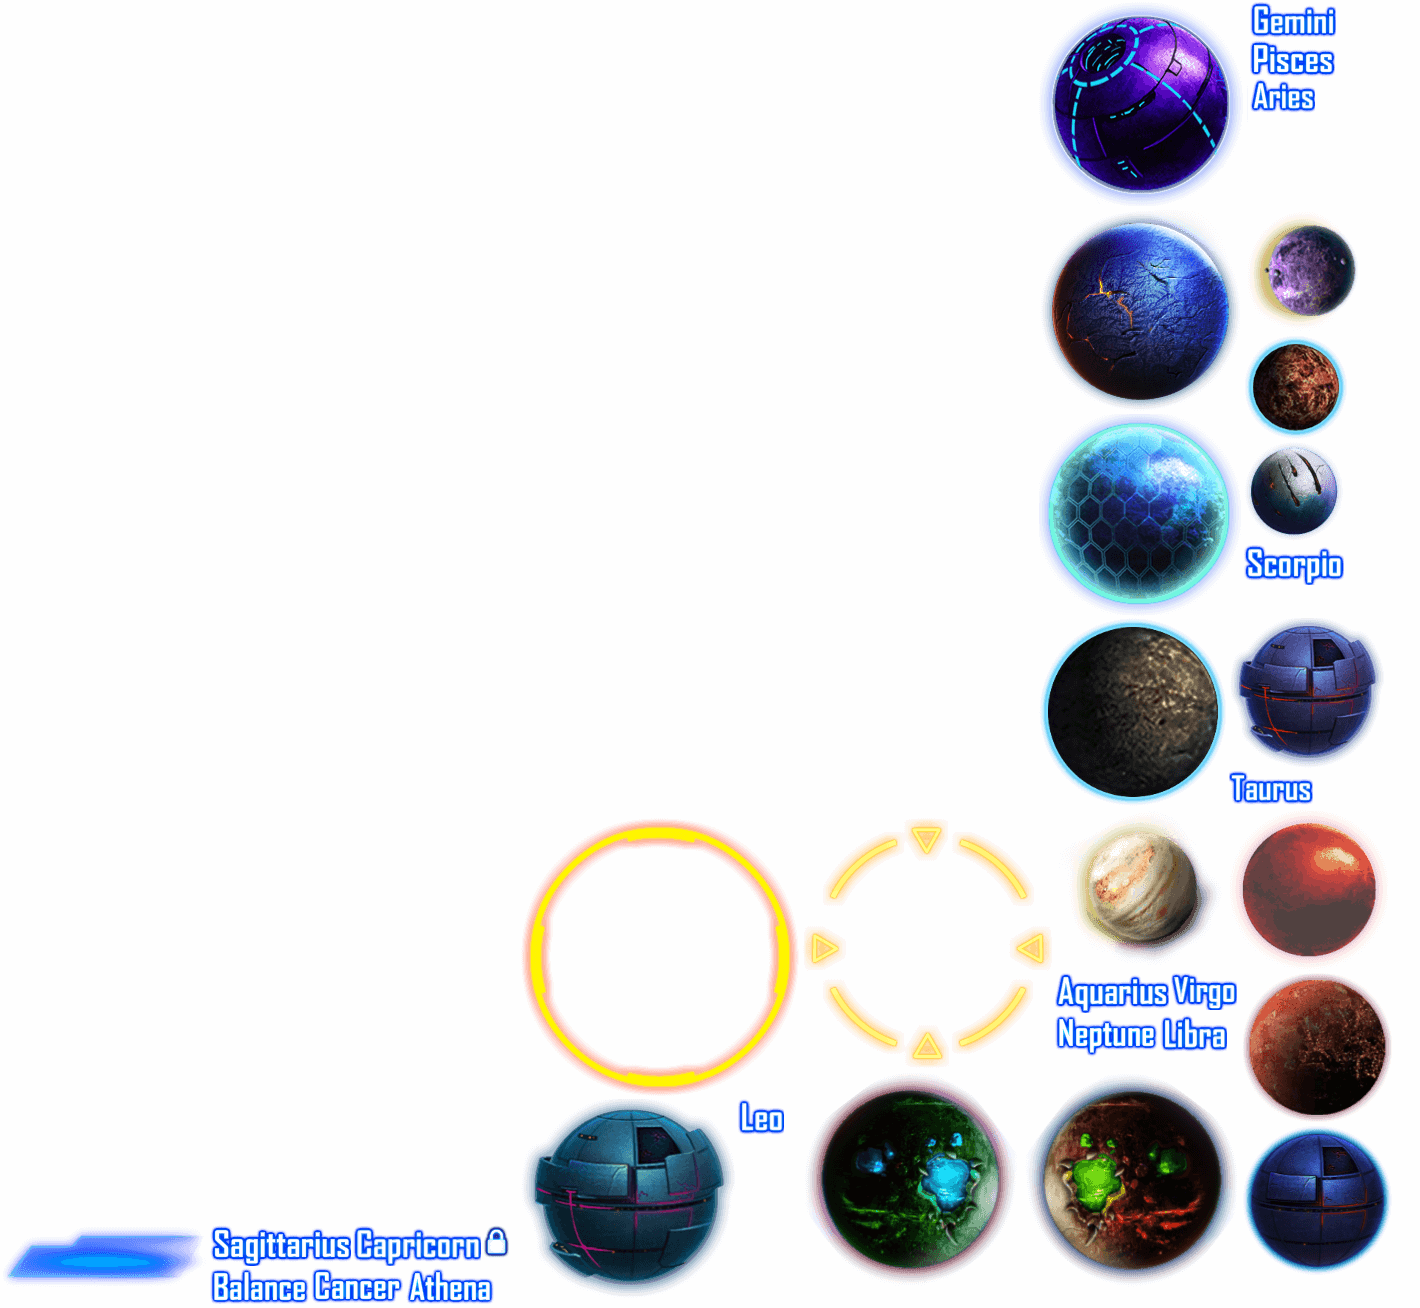 Gemini
Pisces
Aries
Scorpio
Taurus
Aquarius Virgo
Neptune Libra
Leo
Sagittarius Capricorn
Balance Cancer Athena